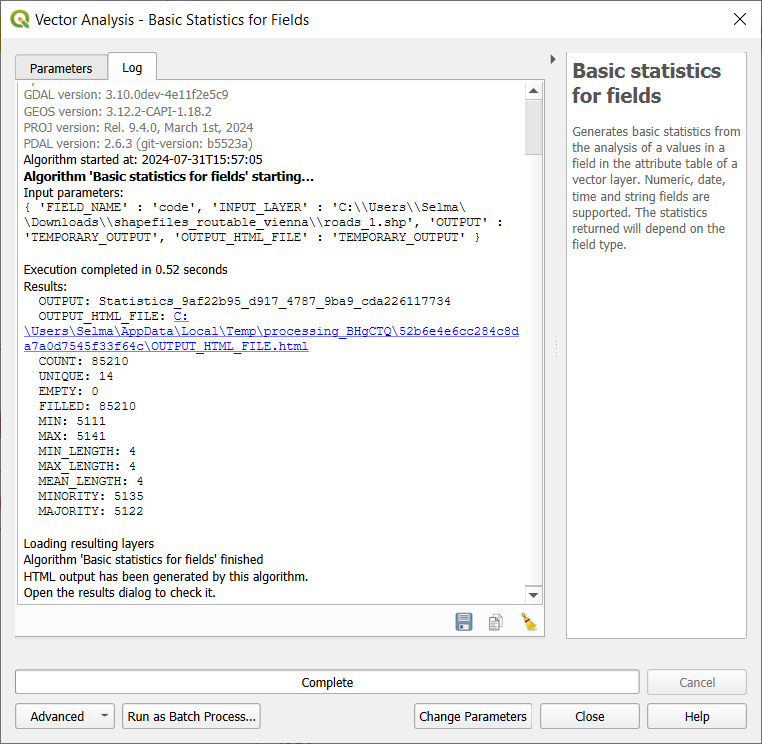 Vector Analysis - Basic Statistics for Fields
Parameters
Log
GDAL version: 3.10.0dev-4e11f2e5c9
GEOS version: 3.12.2-CAPI-1.18.2
PROJ version: Rel. 9.4.0, March 1st, 2024
PDAL version: 2.6.3 (git-version: b5523a)
Algorithm started at: 2024-07-31T15:57:05
Algorithm 'Basic statistics for fields' starting…
Input parameters:
{ 'FIELD_NAME' : 'code', 'INPUT_LAYER' : 'C:\\Users\\Selma\
\Downloads\\shapefiles_routable_vienna\\roads_1.shp', 'OUTPUT' :
'TEMPORARY_OUTPUT', 'OUTPUT_HTML_FILE' : 'TEMPORARY_OUTPUT' }
Execution completed in 0.52 seconds
Results:
OUTPUT: Statistics_9af22b95_d917_4787_9ba9_cda226117734
OUTPUT_HTML_FILE: C:
\Users\Selma\AppData\Local\Temp\processing_BHgCTQ\52b6e4e6cc284c8d
a7a0d7545f33f64c\OUTPUT_HTML_FILE.html
COUNT: 85210
UNIQUE: 14
EMPTY: 0
FILLED: 85210
MIN: 5111
MAX: 5141
MIN_LENGTH: 4
MAX_LENGTH: 4
MEAN_LENGTH: 4
MINORITY: 5135
MAJORITY: 5122
Loading resulting layers
Algorithm 'Basic statistics for fields' finished
HTML output has been generated by this algorithm.
Open the results dialog to check it.
Basic statistics
for fields
Generates basic statistics from
the analysis of a values in a
field in the attribute table of a
vector layer. Numeric, date,
time and string fields are
supported. The statistics
returned will depend on the
field type.
Complete
Cancel
Advanced
Run as Batch Process…
Change Parameters
Close
Help